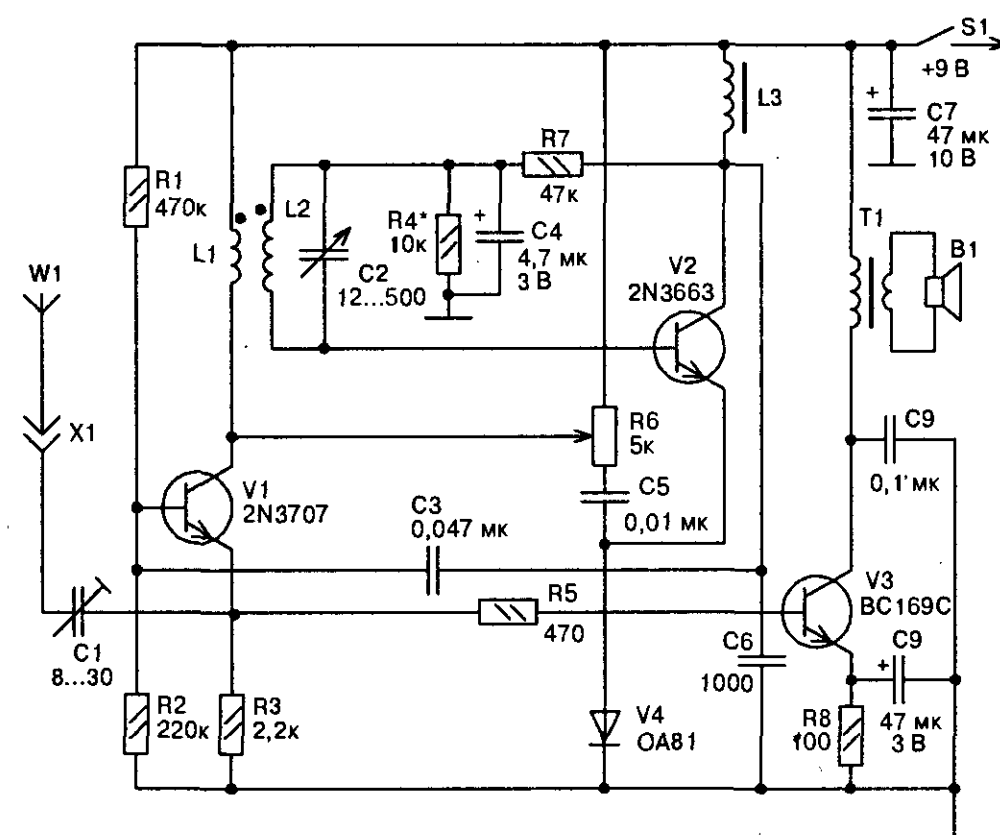 S1
+9 В
L3
+
C7
47 мк
10 В
R7
47к
R1
470к
L2
L1
R4*
10к
+
C4
4,7 мк
3 В
C2
12...500
T1
B1
V2
2N3663
W1
X1
R6
5к
C9
0,1 мк
V1
2N3707
C3
0,047 мк
C5
0,01 мк
R5
470
V3
BC169C
C1
8...30
C6
1000
+
C9
47 мк
3 В
R2
220к
R3
2,2к
V4
OA81
R8
100